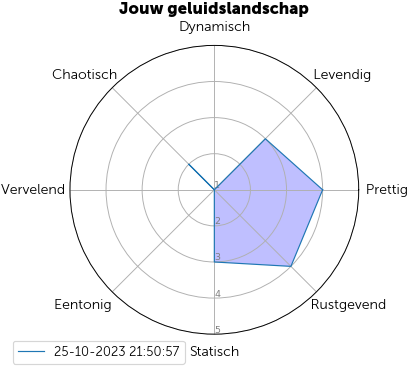 Jouw geluidslandschap
Dynamisch
Chaotisch
Levendig
Vervelend
Prettig
1
2
3
4
5
Eentonig
Rustgevend
25-10-2023 21:50:57
Statisch